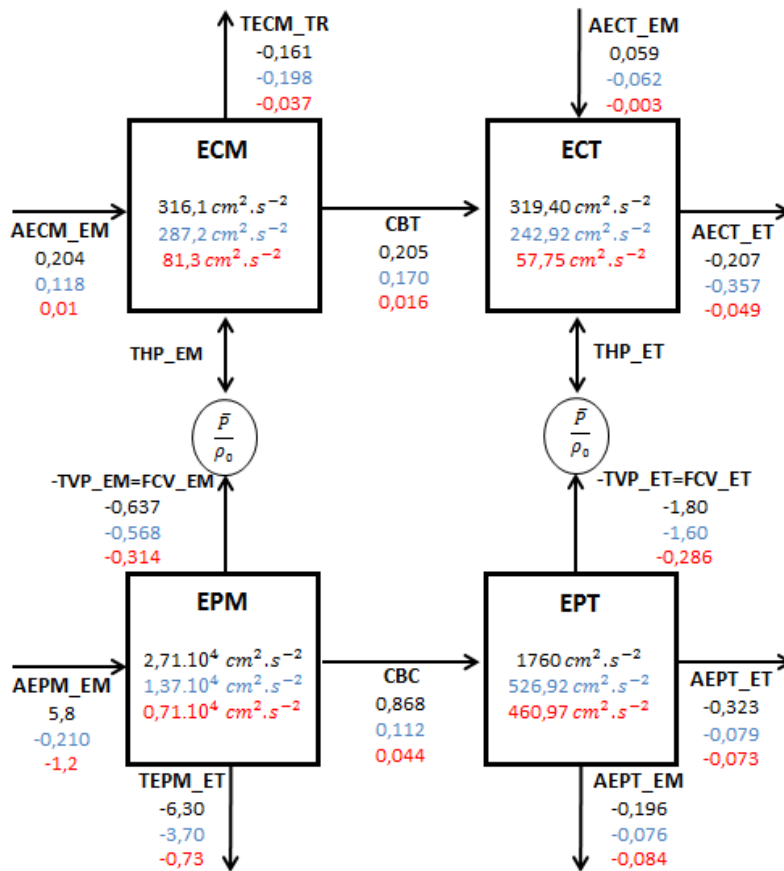 TECM_TR
-0,161
-0,198
-0,037
AECT_EM
0,059
-0,062
-0,003
ECM
316,1 cm².s⁻²
287,2 cm².s⁻²
81,3 cm².s⁻²
ECT
319,40 cm².s⁻²
242,92 cm².s⁻²
57,75 cm².s⁻²
AECM_EM
0,204
0,118
0,01
CBT
0,205
0,170
0,016
AECT_ET
-0,207
-0,357
-0,049
THP_EM
THP_ET
P̄/ρ₀
P̄/ρ₀
-TVP_EM=FCV_EM
-0,637
-0,568
-0,314
-TVP_ET=FCV_ET
-1,80
-1,60
-0,286
EPM
2,71.10⁴ cm².s⁻²
1,37.10⁴ cm².s⁻²
0,71.10⁴ cm².s⁻²
EPT
1760 cm².s⁻²
526,92 cm².s⁻²
460,97 cm².s⁻²
AEPM_EM
5,8
-0,210
-1,2
CBC
0,868
0,112
0,044
AEPT_ET
-0,323
-0,079
-0,073
TEPM_ET
-6,30
-3,70
-0,73
AEPT_EM
-0,196
-0,076
-0,084